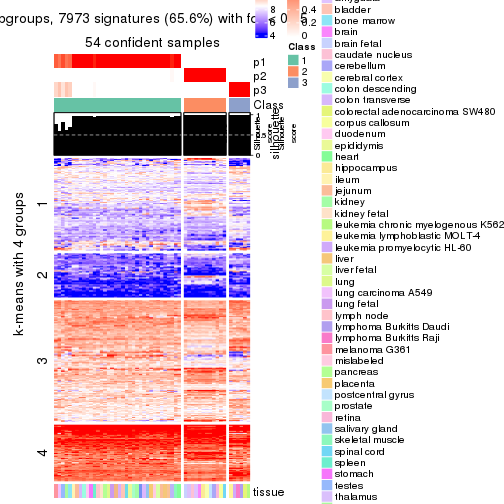 ogroups, 7973 signatures (65.6%) with
54 confident samples
p1
p2
p3
Class
1
0.5
0
silhouette
score
k-means with 4 groups
1
2
3
4
tissue
8
6
4
0.4
0.2
0
Class
1
2
3
bladder
bone marrow
brain
brain fetal
caudate nucleus
cerebellum
cerebral cortex
colon descending
colon transverse
colorectal adenocarcinoma SW480
corpus callosum
duodenum
epididymis
heart
hippocampus
ileum
jejunum
kidney
kidney fetal
leukemia chronic myelogenous K562
leukemia lymphoblastic MOLT-4
leukemia promyelocytic HL-60
liver
liver fetal
lung
lung carcinoma A549
lung fetal
lymph node
lymphoma Burkitts Daudi
lymphoma Burkitts Raji
melanoma G361
mislabeled
pancreas
placenta
postcentral gyrus
prostate
retina
salivary gland
skeletal muscle
spinal cord
spleen
stomach
testes
thalamus